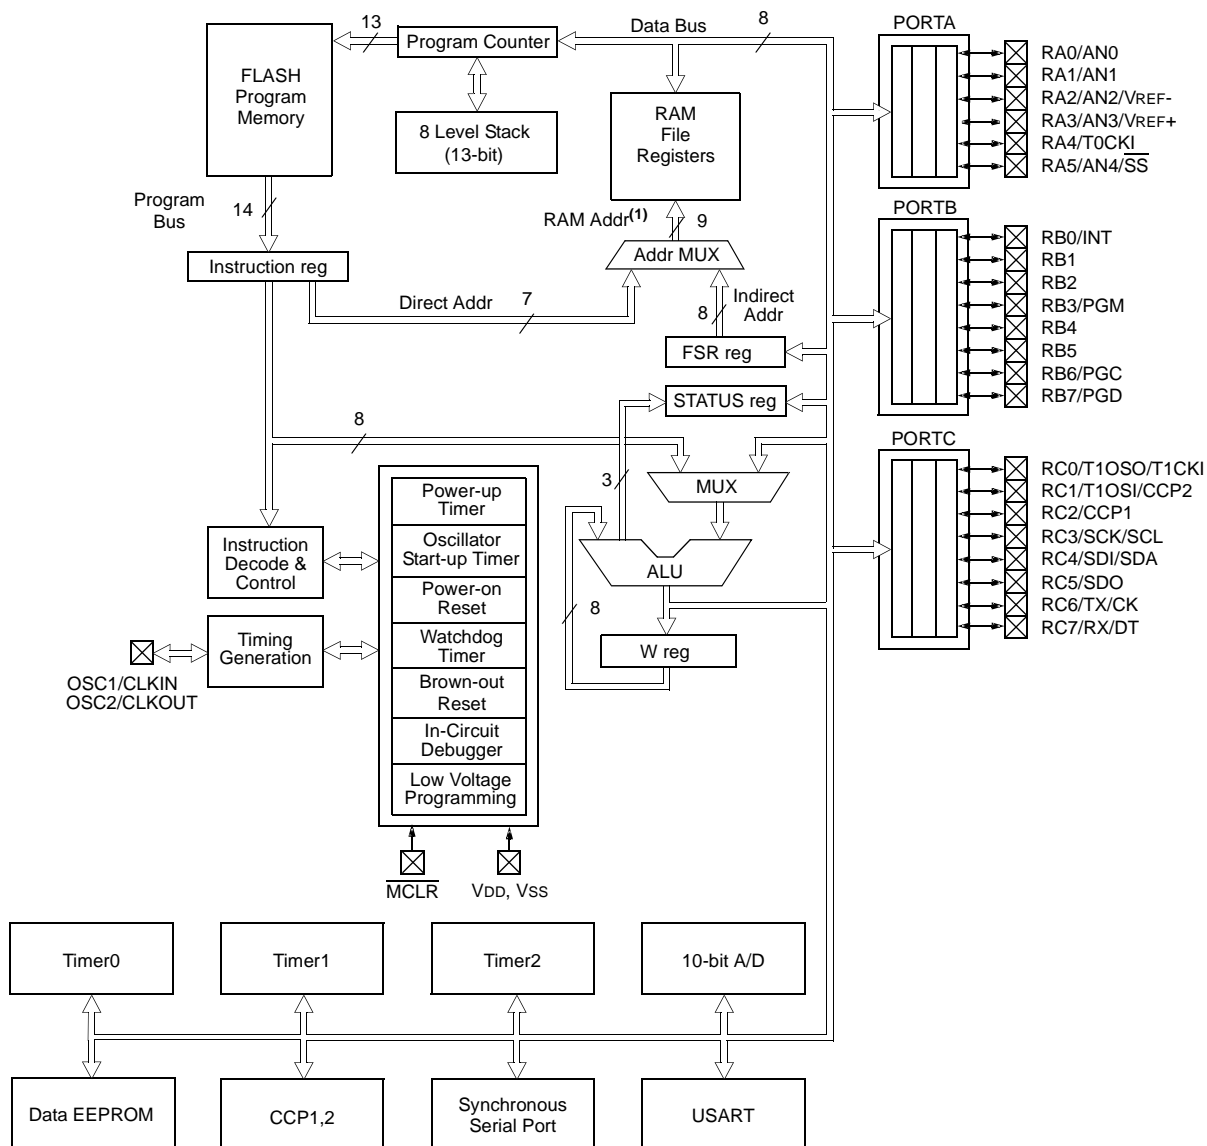 13
Data Bus
8
PORTA
Program Counter
FLASH
Program
Memory
8 Level Stack
(13-bit)
RAM
File
Registers
RA0/AN0
RA1/AN1
RA2/AN2/VREF-
RA3/AN3/VREF+
RA4/T0CKI
RA5/AN4/SS
Program
Bus
14
RAM Addr(1)
9
PORTB
Addr MUX
Instruction reg
Direct Addr
7
8
Indirect
Addr
FSR reg
STATUS reg
RB0/INT
RB1
RB2
RB3/PGM
RB4
RB5
RB6/PGC
RB7/PGD
8
3
MUX
PORTC
Power-up
Timer
Oscillator
Start-up Timer
Power-on
Reset
Watchdog
Timer
Brown-out
Reset
In-Circuit
Debugger
Low Voltage
Programming
Instruction
Decode &
Control
ALU
8
W reg
RC0/T1OSO/T1CKI
RC1/T1OSI/CCP2
RC2/CCP1
RC3/SCK/SCL
RC4/SDI/SDA
RC5/SDO
RC6/TX/CK
RC7/RX/DT
Timing
Generation
OSC1/CLKIN
OSC2/CLKOUT
MCLR
VDD, VSS
Timer0
Timer1
Timer2
10-bit A/D
Data EEPROM
CCP1,2
Synchronous
Serial Port
USART